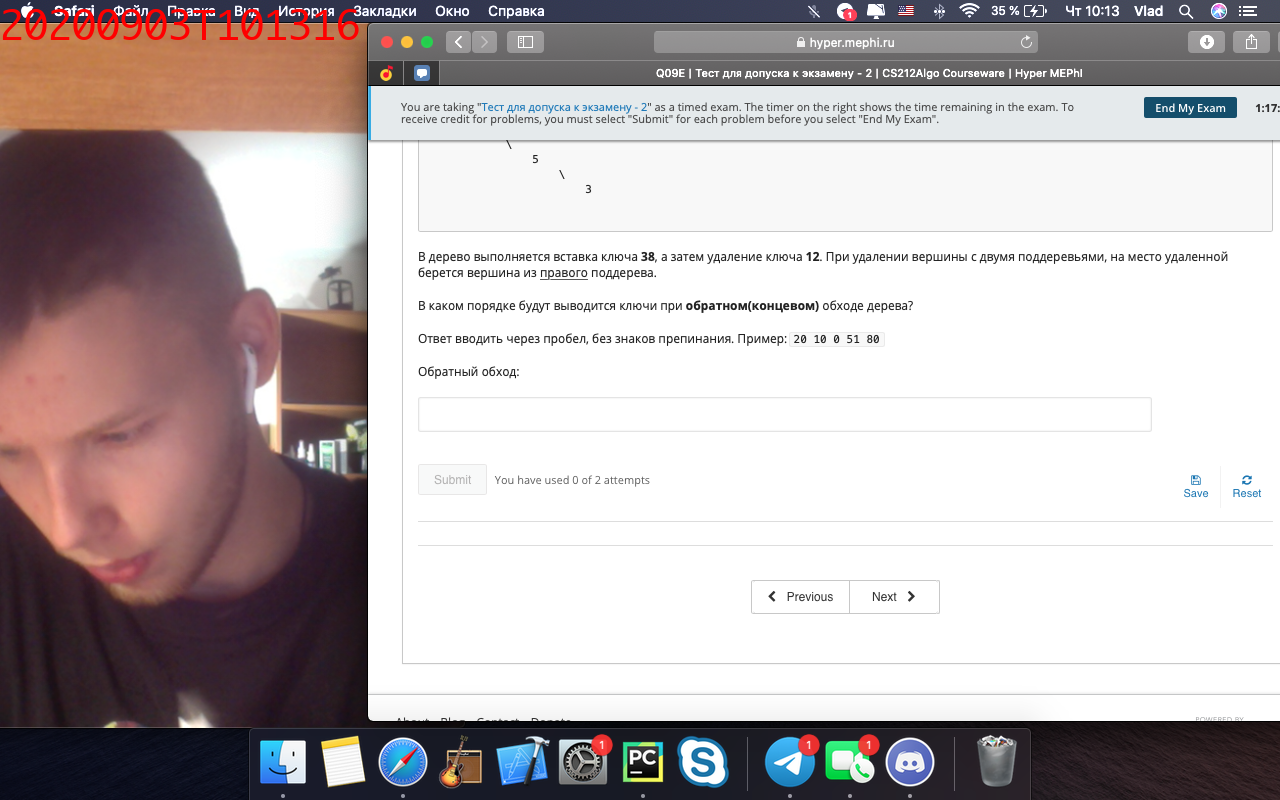 Safari Файл Правка Вид История Закладки Окно Справка 35 % Чт 10:13 Vlad
20200903T101316
hyper.mephi.ru
Q09E | Тест для допуска к экзамену - 2 | CS212Algo Courseware | Hyper MEPhI
You are taking "Тест для допуска к экзамену - 2" as a timed exam. The timer on the right shows the time remaining in the exam. To
receive credit for problems, you must select "Submit" for each problem before you select "End My Exam".
End My Exam
1:17:
\
5
\
3
В дерево выполняется вставка ключа 38, а затем удаление ключа 12. При удалении вершины с двумя поддеревьями, на место удаленной
берется вершина из правого поддерева.
В каком порядке будут выводится ключи при обратном(концевом) обходе дерева?
Ответ вводить через пробел, без знаков препинания. Пример: 20 10 0 51 80
Обратный обход:
Submit You have used 0 of 2 attempts
Save Reset
Previous Next
About Blog Contact Donate
POWERED BY
1 1 1 1
PC